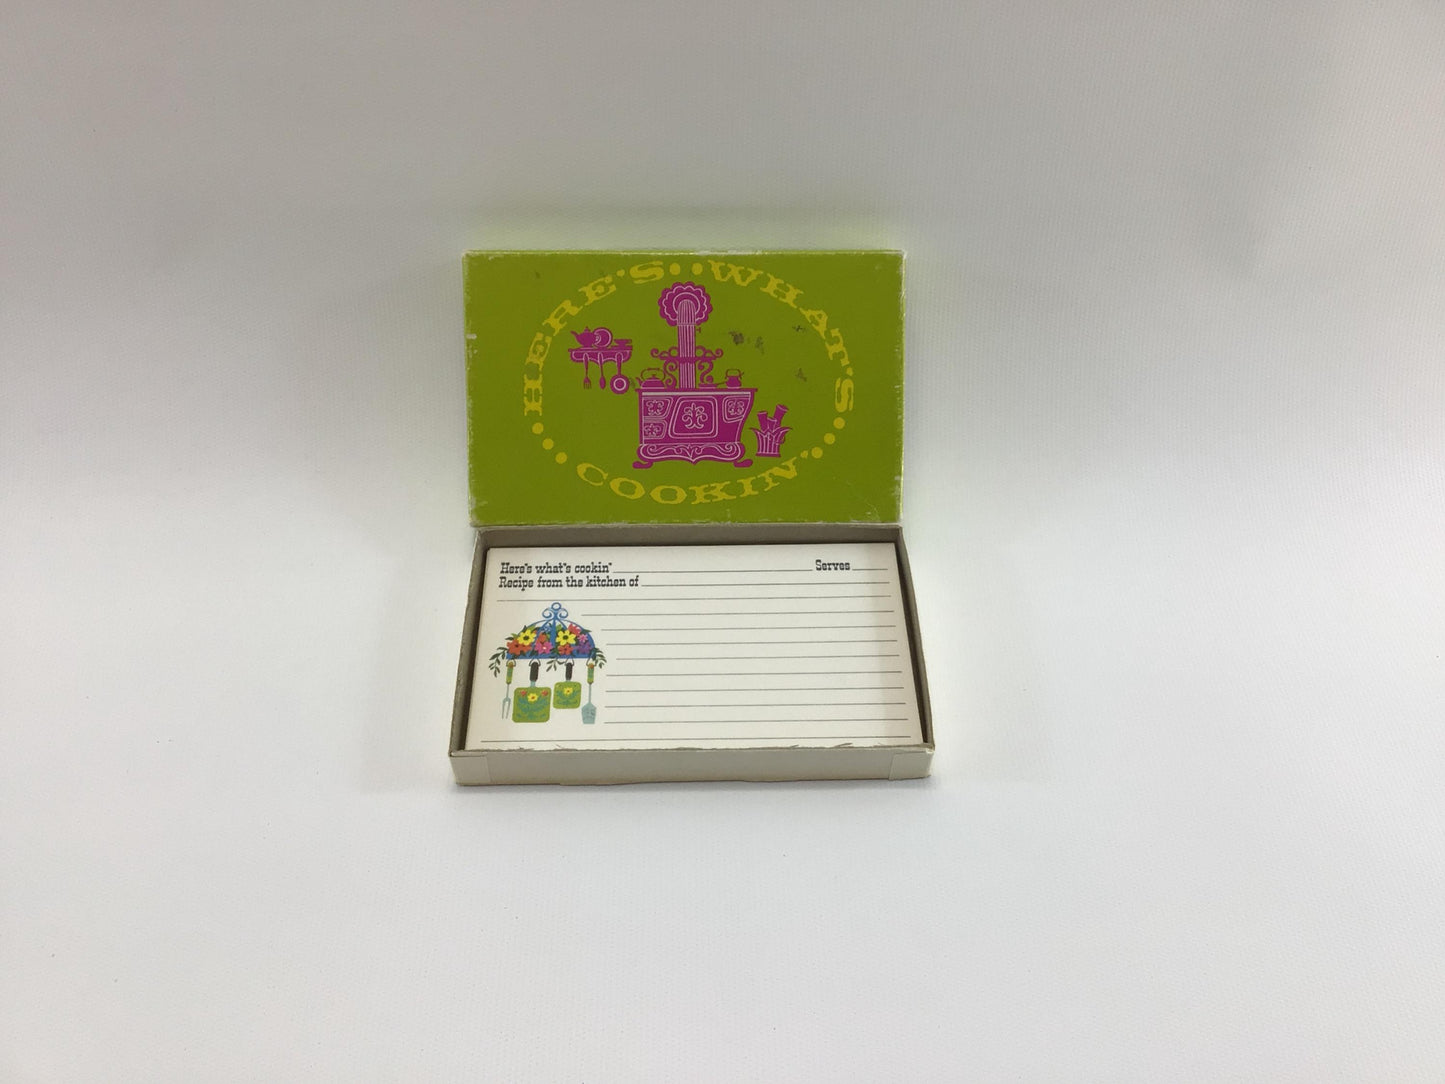 HERE'S..WHAT'S
...COOKIN'...
Here's what's cookin' Serves
Recipe from the kitchen of